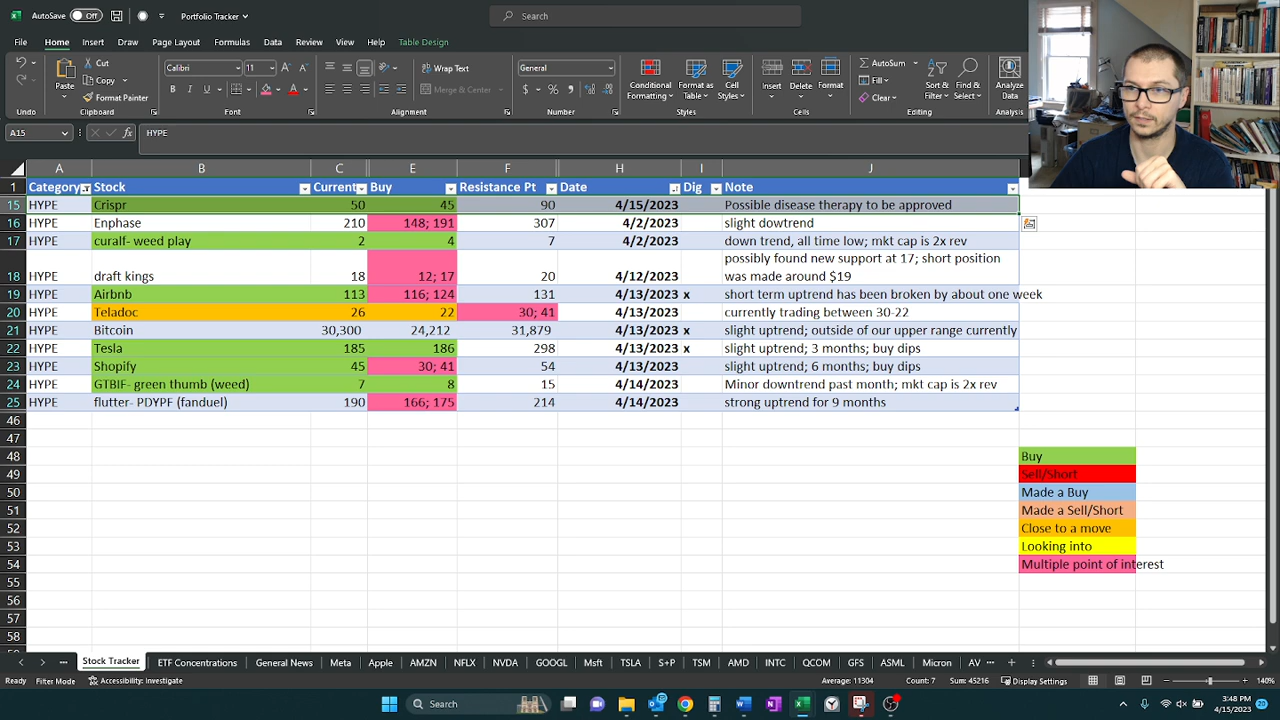 AutoSave Off Portfolio Tracker Search
File Home Insert Draw Page Layout Formulas Data Review View Help Table Design
Paste Cut Copy Format Painter
Calibri 11 Wrap Text Merge & Center General
Conditional Formatting Format as Table Cell Styles Insert Delete Format
AutoSum Fill Clear Sort & Filter Find & Select Analyze Data
Undo Clipboard Font Alignment Number Styles Cells Editing Analysis
A15 fx HYPE
A B C E F H I J
1 Category Stock Current Buy Resistance Pt Date Dig Note
15 HYPE Crispr 50 45 90 4/15/2023 Possible disease therapy to be approved
16 HYPE Enphase 210 148; 191 307 4/2/2023 slight dowtrend
17 HYPE curalf- weed play 2 4 7 4/2/2023 down trend, all time low; mkt cap is 2x rev
possibly found new support at 17; short position
18 HYPE draft kings 18 12; 17 20 4/12/2023 was made around $19
19 HYPE Airbnb 113 116; 124 131 4/13/2023 x short term uptrend has been broken by about one week
20 HYPE Teladoc 26 22 30; 41 4/13/2023 currently trading between 30-22
21 HYPE Bitcoin 30,300 24,212 31,879 4/13/2023 x slight uptrend; outside of our upper range currently
22 HYPE Tesla 185 186 298 4/13/2023 x slight uptrend; 3 months; buy dips
23 HYPE Shopify 45 30; 41 54 4/13/2023 slight uptrend; 6 months; buy dips
24 HYPE GTBIF- green thumb (weed) 7 8 15 4/14/2023 Minor downtrend past month; mkt cap is 2x rev
25 HYPE flutter- PDYPF (fanduel) 190 166; 175 214 4/14/2023 strong uptrend for 9 months
46
47
48 Buy
49 Sell/Short
50 Made a Buy
51 Made a Sell/Short
52 Close to a move
53 Looking into
54 Multiple point of interest
55
56
57
58
Stock Tracker ETF Concentrations General News Meta Apple AMZN NFLX NVDA GOOGL Msft TSLA S+P TSM AMD INTC QCOM GFS ASML Micron AV
Ready Filter Mode Accessibility: Investigate Average: 11304 Count: 7 Sum: 45216 Display Settings 140%
Search 3:48 PM
4/15/2023 20